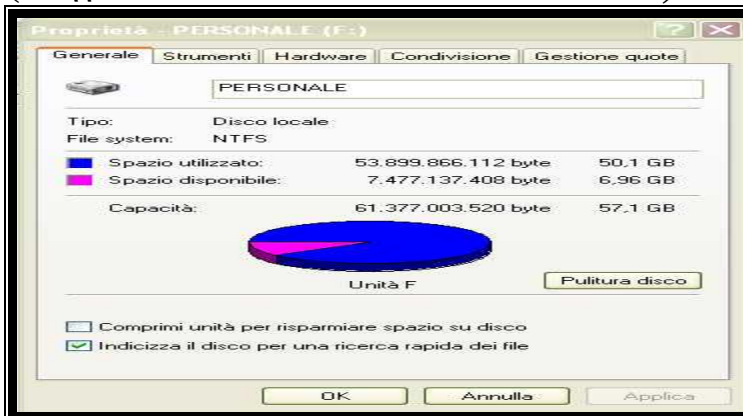 Proprietà - PERSONALE (F:)
Generale Strumenti Hardware Condivisione Gestione quote
PERSONALE
Tipo: Disco locale
File system: NTFS
Spazio utilizzato: 53.899.866.112 byte 50,1 GB
Spazio disponibile: 7.477.137.408 byte 6,96 GB
Capacità: 61.377.003.520 byte 57,1 GB
Unità F
Pulitura disco
Comprimi unità per risparmiare spazio su disco
Indicizza il disco per una ricerca rapida dei file
OK Annulla Applica